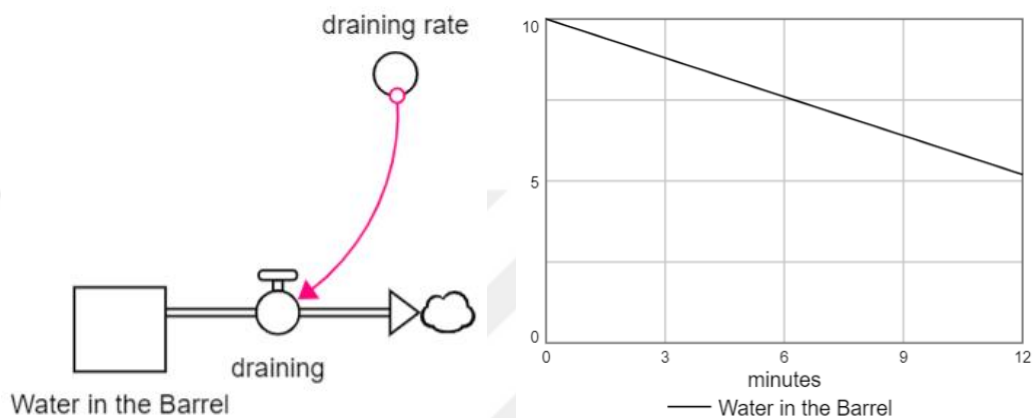 draining rate
draining
Water in the Barrel
10
5
0
0 3 6 9 12
minutes
Water in the Barrel